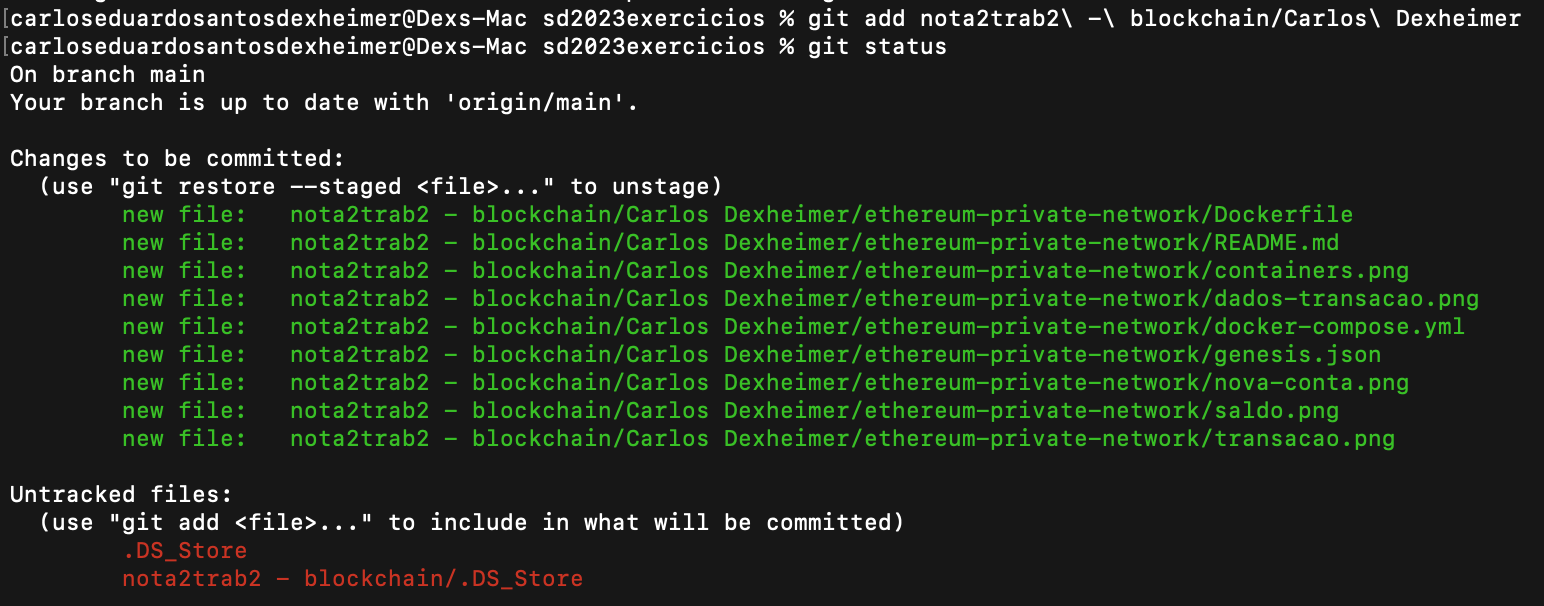 [carloseduardosantosdexheimer@Dexs-Mac sd2023exercicios % git add nota2trab2\ -\ blockchain/Carlos\ Dexheimer
[carloseduardosantosdexheimer@Dexs-Mac sd2023exercicios % git status
On branch main
Your branch is up to date with 'origin/main'.
Changes to be committed:
(use "git restore --staged <file>..." to unstage)
new file: nota2trab2 - blockchain/Carlos Dexheimer/ethereum-private-network/Dockerfile
new file: nota2trab2 - blockchain/Carlos Dexheimer/ethereum-private-network/README.md
new file: nota2trab2 - blockchain/Carlos Dexheimer/ethereum-private-network/containers.png
new file: nota2trab2 - blockchain/Carlos Dexheimer/ethereum-private-network/dados-transacao.png
new file: nota2trab2 - blockchain/Carlos Dexheimer/ethereum-private-network/docker-compose.yml
new file: nota2trab2 - blockchain/Carlos Dexheimer/ethereum-private-network/genesis.json
new file: nota2trab2 - blockchain/Carlos Dexheimer/ethereum-private-network/nova-conta.png
new file: nota2trab2 - blockchain/Carlos Dexheimer/ethereum-private-network/saldo.png
new file: nota2trab2 - blockchain/Carlos Dexheimer/ethereum-private-network/transacao.png
Untracked files:
(use "git add <file>..." to include in what will be committed)
.DS_Store
nota2trab2 - blockchain/.DS_Store